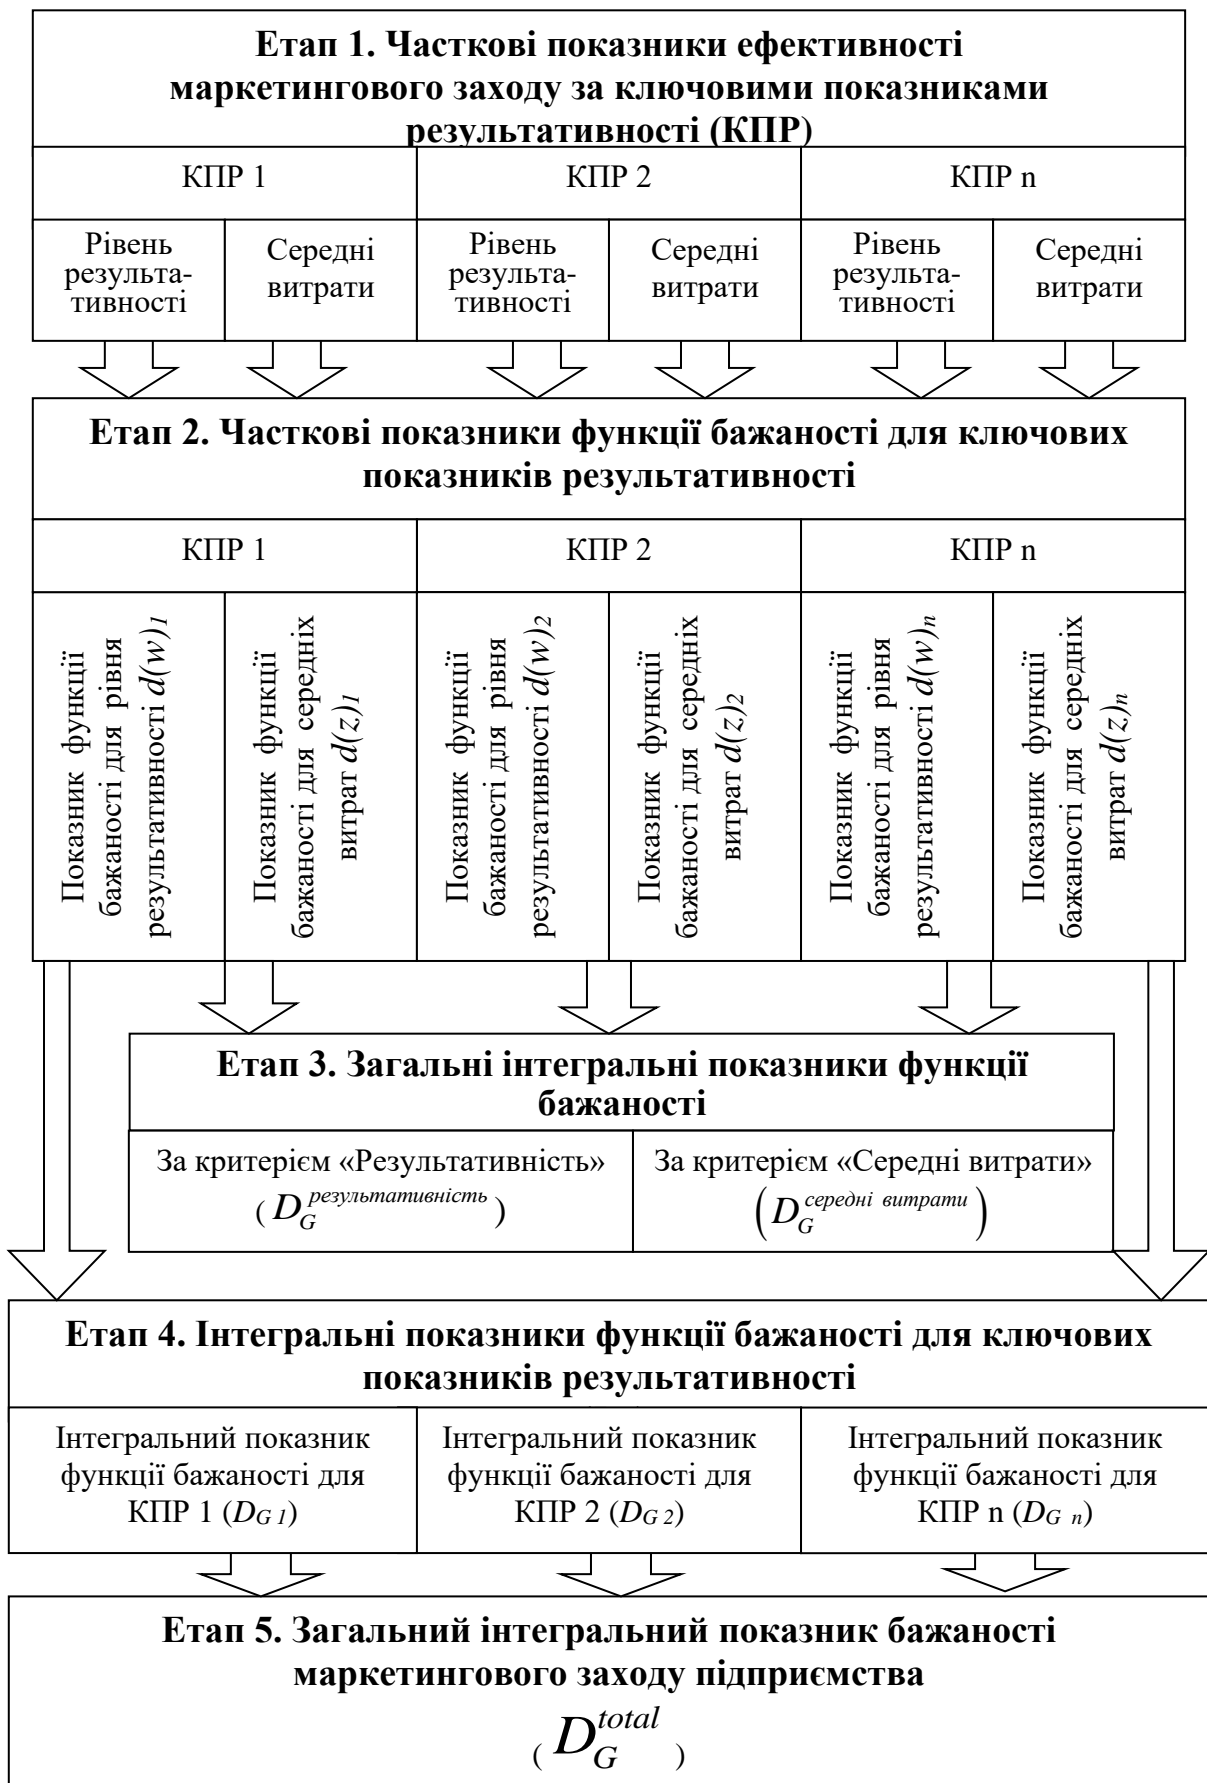 Етап 1. Часткові показники ефективності
маркетингового заходу за ключовими показниками
результативності (КПР)
КПР 1
КПР 2
КПР n
Рівень
результа-
тивності
Середні
витрати
Рівень
результа-
тивності
Середні
витрати
Рівень
результа-
тивності
Середні
витрати
Етап 2. Часткові показники функції бажаності для ключових
показників результативності
КПР 1
КПР 2
КПР n
Показник функції
бажаності для рівня
результативності d(w)1
Показник функції
бажаності для середніх
витрат d(z)1
Показник функції
бажаності для рівня
результативності d(w)2
Показник функції
бажаності для середніх
витрат d(z)2
Показник функції
бажаності для рівня
результативності d(w)n
Показник функції
бажаності для середніх
витрат d(z)n
Етап 3. Загальні інтегральні показники функції
бажаності
За критерієм «Результативність»
(D_G^результативність)
За критерієм «Середні витрати»
(D_G^середні витрати)
Етап 4. Інтегральні показники функції бажаності для ключових
показників результативності
Інтегральний показник
функції бажаності для
КПР 1 (DG 1)
Інтегральний показник
функції бажаності для
КПР 2 (DG 2)
Інтегральний показник
функції бажаності для
КПР n (DG n)
Етап 5. Загальний інтегральний показник бажаності
маркетингового заходу підприємства
(D_G^total)